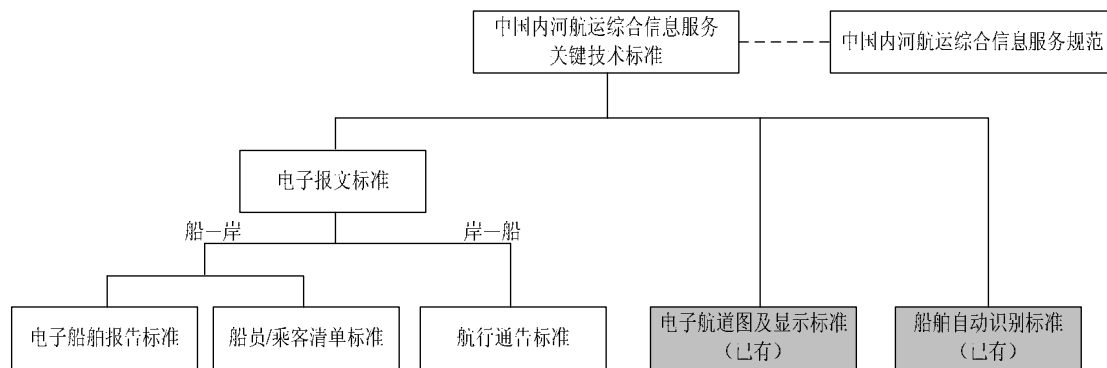 中国内河航运综合信息服务
关键技术标准
中国内河航运综合信息服务规范
电子报文标准
船—岸
岸—船
电子船舶报告标准
船员/乘客清单标准
航行通告标准
电子航道图及显示标准
（已有）
船舶自动识别标准
（已有）